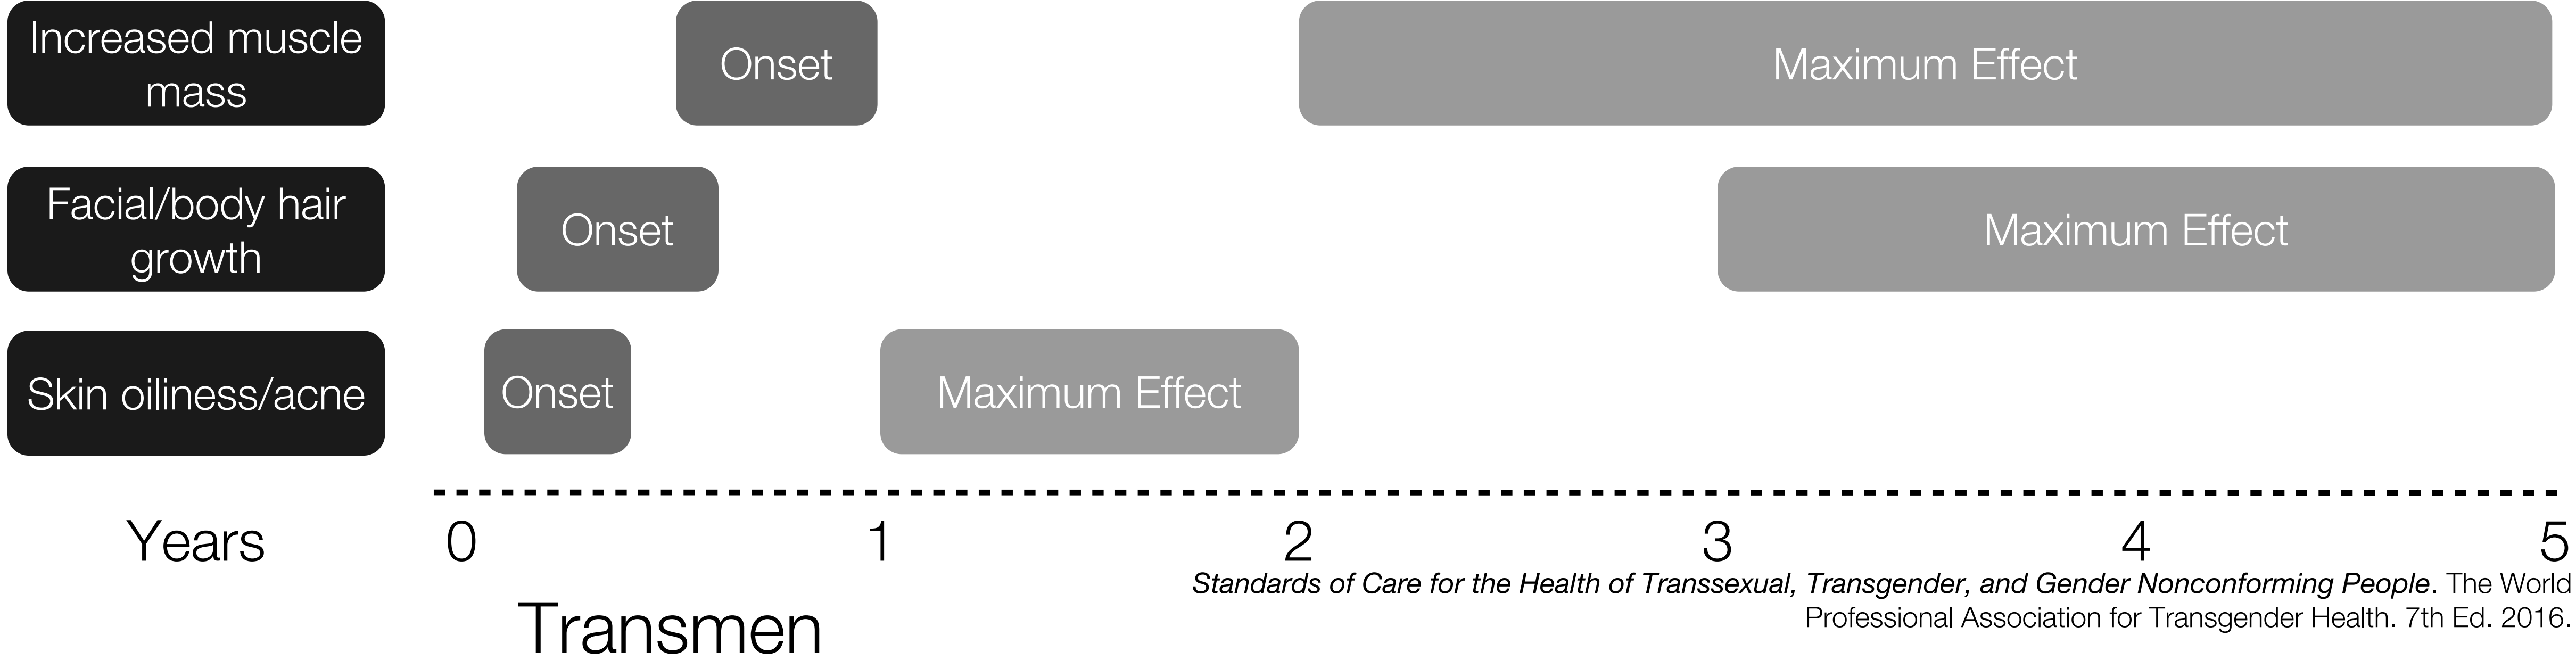 Increased muscle
mass
Onset
Maximum Effect
Facial/body hair
growth
Onset
Maximum Effect
Skin oiliness/acne
Onset
Maximum Effect
Years
0
1
2
3
4
5
Standards of Care for the Health of Transsexual, Transgender, and Gender Nonconforming People. The World
Professional Association for Transgender Health. 7th Ed. 2016.
Transmen